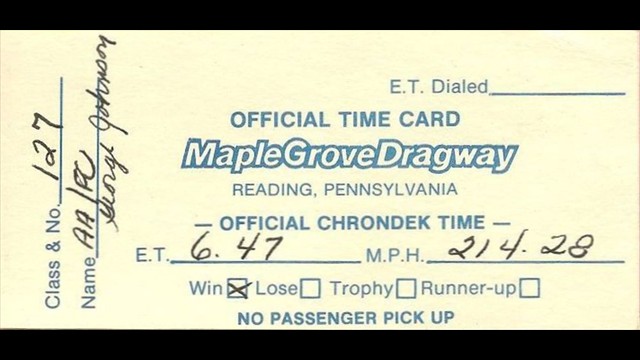 Class & No. 127
AA/FC
Name George Johnson
E.T. Dialed
OFFICIAL TIME CARD
MapleGroveDragway
READING, PENNSYLVANIA
— OFFICIAL CHRONDEK TIME —
E.T. 6.47 M.P.H. 214.28
Win Lose Trophy Runner-up
NO PASSENGER PICK UP